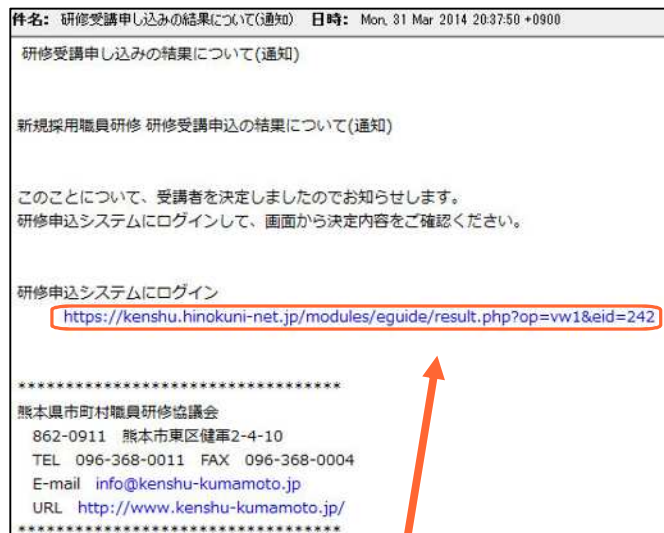 件名: 研修受講申し込みの結果について(通知) 日時: Mon, 31 Mar 2014 20:37:50 +0900
研修受講申し込みの結果について(通知)
新規採用職員研修 研修受講申込の結果について(通知)
このことについて、受講者を決定しましたのでお知らせします。
研修申込システムにログインして、画面から決定内容をご確認ください。
研修申込システムにログイン
https://kenshu.hinokuni-net.jp/modules/eguide/result.php?op=vw1&eid=242
**********************************
熊本県市町村職員研修協議会
862-0911 熊本市東区健軍2-4-10
TEL 096-368-0011 FAX 096-368-0004
E-mail info@kenshu-kumamoto.jp
URL http://www.kenshu-kumamoto.jp/
**********************************